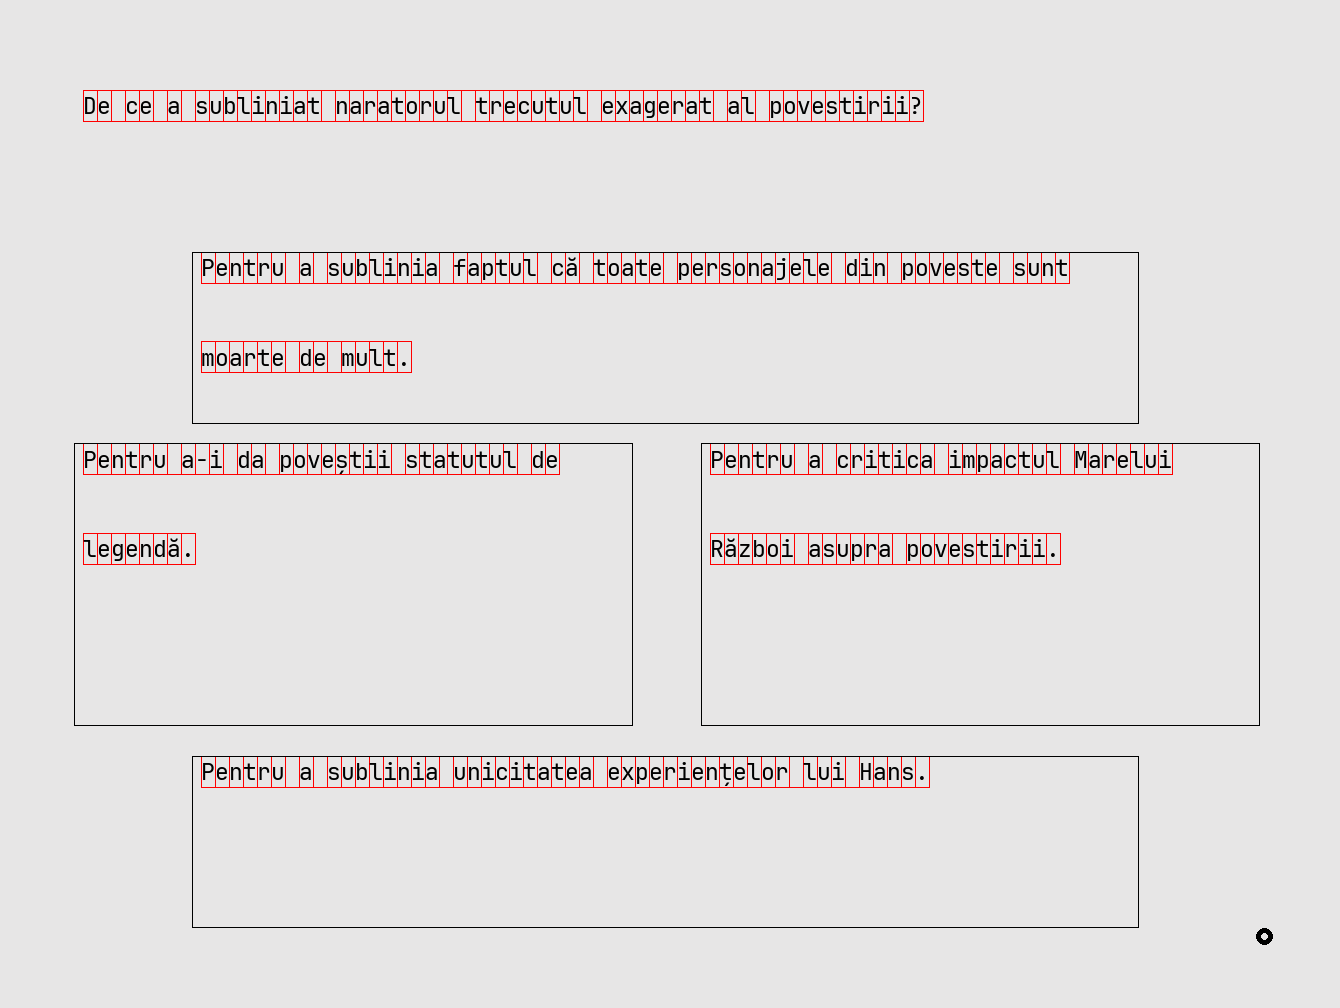 De ce a subliniat naratorul trecutul exagerat al povestirii?
Pentru a sublinia faptul că toate personajele din poveste sunt
moarte de mult.
Pentru a-i da poveștii statutul de
legendă.
Pentru a critica impactul Marelui
Război asupra povestirii.
Pentru a sublinia unicitatea experiențelor lui Hans.